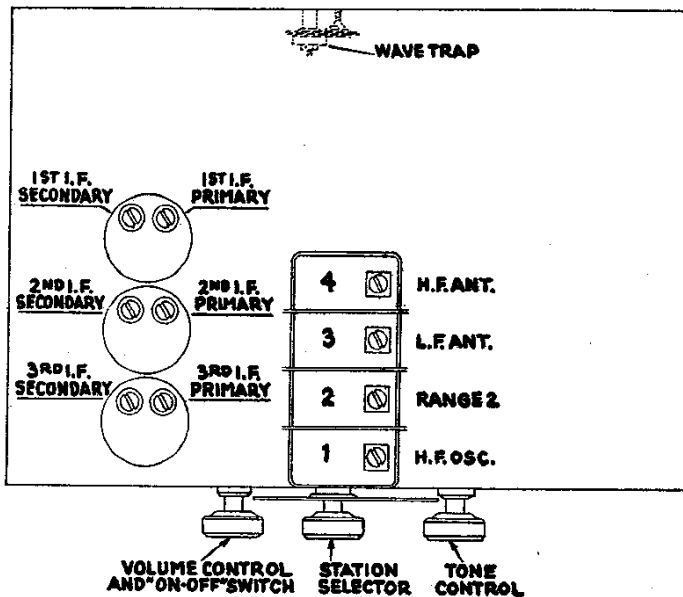 WAVE TRAP
1ST I.F.
SECONDARY
1ST I.F.
PRIMARY
2ND I.F.
SECONDARY
2ND I.F.
PRIMARY
3RD I.F.
SECONDARY
3RD I.F.
PRIMARY
4 H.F. ANT.
3 L.F. ANT.
2 RANGE 2.
1 H.F. OSC.
VOLUME CONTROL
AND "ON-OFF" SWITCH
STATION
SELECTOR
TONE
CONTROL